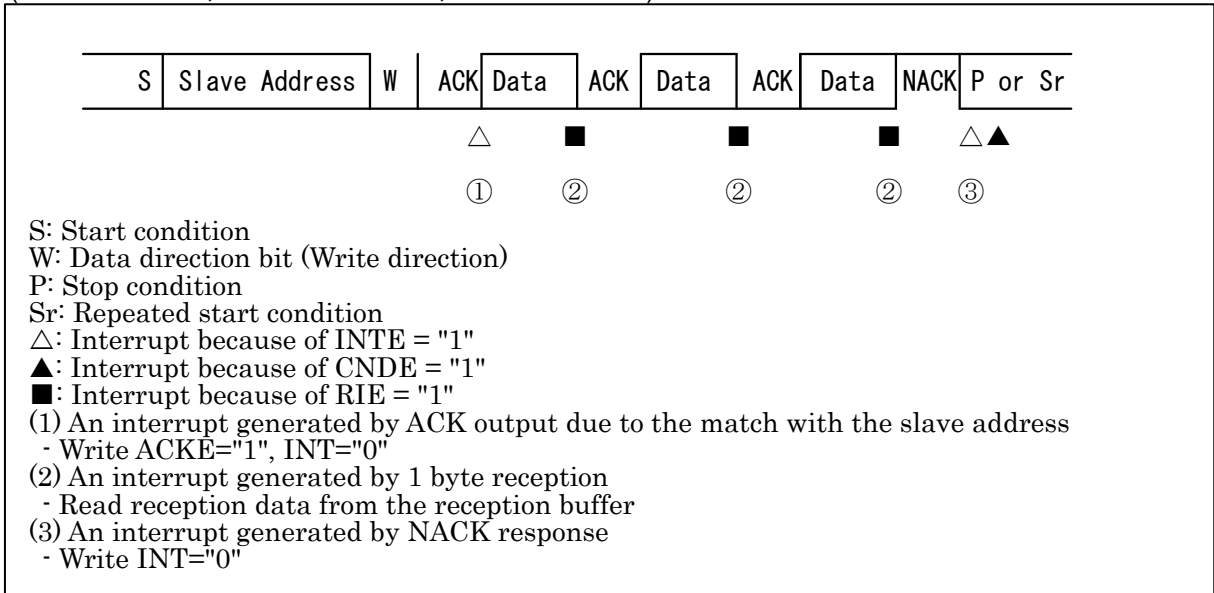 S Slave Address W ACK Data ACK Data ACK Data NACK P or Sr
△ ■ ■ ■ △▲
① ② ② ② ③
S: Start condition
W: Data direction bit (Write direction)
P: Stop condition
Sr: Repeated start condition
△: Interrupt because of INTE = "1"
▲: Interrupt because of CNDE = "1"
■: Interrupt because of RIE = "1"
(1) An interrupt generated by ACK output due to the match with the slave address
- Write ACKE="1", INT="0"
(2) An interrupt generated by 1 byte reception
- Read reception data from the reception buffer
(3) An interrupt generated by NACK response
- Write INT="0"